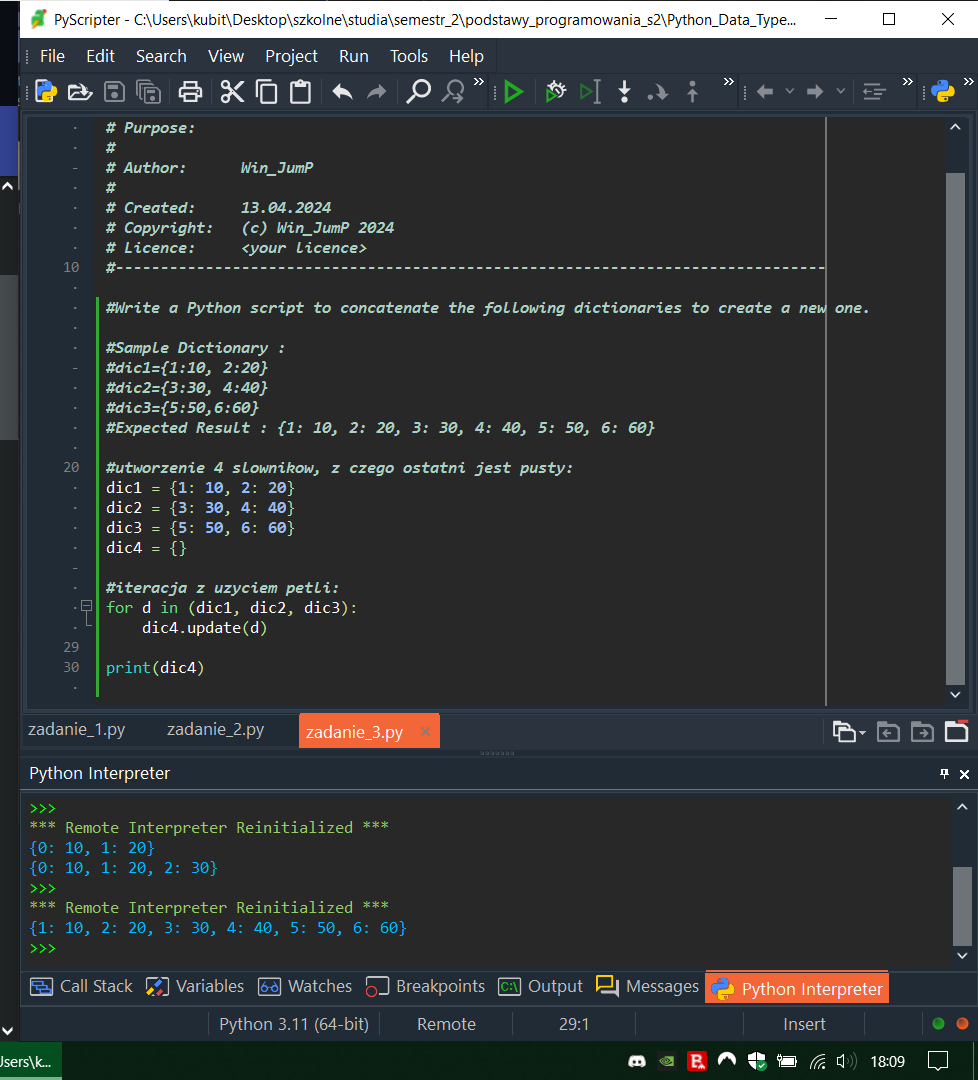 PyScripter - C:\Users\kubit\Desktop\szkolne\studia\semestr_2\podstawy_programowania_s2\Python_Data_Type...
File Edit Search View Project Run Tools Help
# Purpose:
#
# Author:      Win_JumP
#
# Created:     13.04.2024
# Copyright:   (c) Win_JumP 2024
# Licence:     <your licence>
10 #-------------------------------------------------------------------------------
#Write a Python script to concatenate the following dictionaries to create a new one.
#Sample Dictionary :
#dic1={1:10, 2:20}
#dic2={3:30, 4:40}
#dic3={5:50,6:60}
#Expected Result : {1: 10, 2: 20, 3: 30, 4: 40, 5: 50, 6: 60}
20 #utworzenie 4 slownikow, z czego ostatni jest pusty:
dic1 = {1: 10, 2: 20}
dic2 = {3: 30, 4: 40}
dic3 = {5: 50, 6: 60}
dic4 = {}
#iteracja z uzyciem petli:
for d in (dic1, dic2, dic3):
    dic4.update(d)
29
30 print(dic4)
zadanie_1.py zadanie_2.py zadanie_3.py ×
Python Interpreter
>>>
*** Remote Interpreter Reinitialized ***
{0: 10, 1: 20}
{0: 10, 1: 20, 2: 30}
>>>
*** Remote Interpreter Reinitialized ***
{1: 10, 2: 20, 3: 30, 4: 40, 5: 50, 6: 60}
>>>
Call Stack Variables Watches Breakpoints C:\ Output Messages Python Interpreter
Python 3.11 (64-bit) Remote 29:1 Insert
Jsers\k... 18:09